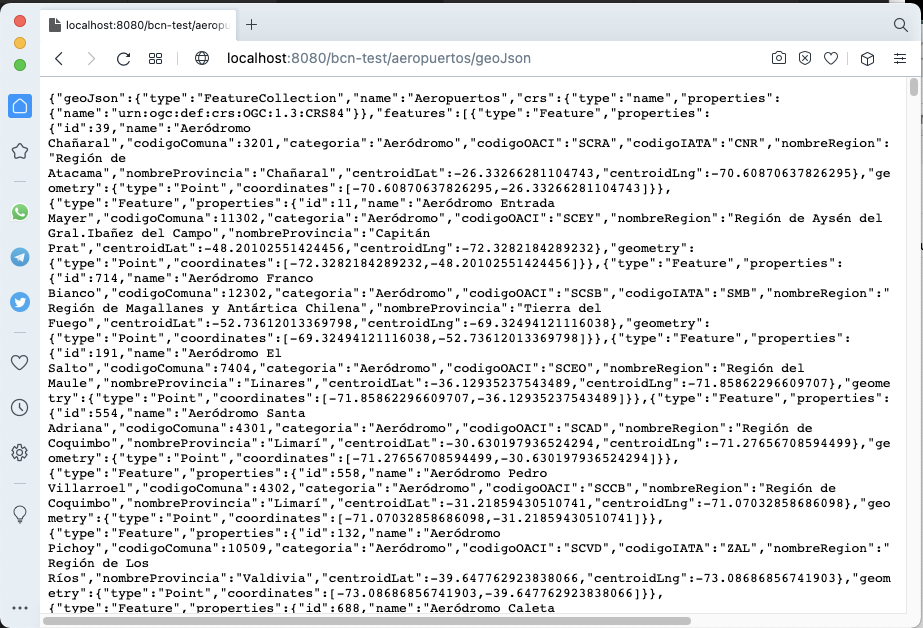 localhost:8080/bcn-test/aeropu
localhost:8080/bcn-test/aeropuertos/geoJson
{"geoJson":{"type":"FeatureCollection","name":"Aeropuertos","crs":{"type":"name","properties":
{"name":"urn:ogc:def:crs:OGC:1.3:CRS84"}},"features":[{"type":"Feature","properties":
{"id":39,"name":"Aeródromo
Chañaral","codigoComuna":3201,"categoria":"Aeródromo","codigoOACI":"SCRA","codigoIATA":"CNR","nombreRegion":
"Región de
Atacama","nombreProvincia":"Chañaral","centroidLat":-26.33266281104743,"centroidLng":-70.60870637826295},"ge
ometry":{"type":"Point","coordinates":[-70.60870637826295,-26.33266281104743]}},
{"type":"Feature","properties":{"id":11,"name":"Aeródromo Entrada
Mayer","codigoComuna":11302,"categoria":"Aeródromo","codigoOACI":"SCEY","nombreRegion":"Región de Aysén del
Gral.Ibañez del Campo","nombreProvincia":"Capitán
Prat","centroidLat":-48.20102551424456,"centroidLng":-72.3282184289232},"geometry":
{"type":"Point","coordinates":[-72.3282184289232,-48.20102551424456]}},{"type":"Feature","properties":
{"id":714,"name":"Aeródromo Franco
Bianco","codigoComuna":12302,"categoria":"Aeródromo","codigoOACI":"SCSB","codigoIATA":"SMB","nombreRegion":"
Región de Magallanes y Antártica Chilena","nombreProvincia":"Tierra del
Fuego","centroidLat":-52.73612013369798,"centroidLng":-69.32494121116038},"geometry":
{"type":"Point","coordinates":[-69.32494121116038,-52.73612013369798]}},{"type":"Feature","properties":
{"id":191,"name":"Aeródromo El
Salto","codigoComuna":7404,"categoria":"Aeródromo","codigoOACI":"SCEO","nombreRegion":"Región del
Maule","nombreProvincia":"Linares","centroidLat":-36.12935237543489,"centroidLng":-71.85862296609707},"geome
try":{"type":"Point","coordinates":[-71.85862296609707,-36.12935237543489]}},{"type":"Feature","properties":
{"id":554,"name":"Aeródromo Santa
Adriana","codigoComuna":4301,"categoria":"Aeródromo","codigoOACI":"SCAD","nombreRegion":"Región de
Coquimbo","nombreProvincia":"Limarí","centroidLat":-30.630197936524294,"centroidLng":-71.27656708594499},"ge
ometry":{"type":"Point","coordinates":[-71.27656708594499,-30.630197936524294]}},
{"type":"Feature","properties":{"id":558,"name":"Aeródromo Pedro
Villarroel","codigoComuna":4302,"categoria":"Aeródromo","codigoOACI":"SCCB","nombreRegion":"Región de
Coquimbo","nombreProvincia":"Limarí","centroidLat":-31.21859430510741,"centroidLng":-71.07032858686098},"geo
metry":{"type":"Point","coordinates":[-71.07032858686098,-31.21859430510741]}},
{"type":"Feature","properties":{"id":132,"name":"Aeródromo
Pichoy","codigoComuna":10509,"categoria":"Aeródromo","codigoOACI":"SCVD","codigoIATA":"ZAL","nombreRegion":"
Región de Los
Ríos","nombreProvincia":"Valdivia","centroidLat":-39.647762923838066,"centroidLng":-73.08686856741903},"geom
etry":{"type":"Point","coordinates":[-73.08686856741903,-39.647762923838066]}},
{"type":"Feature","properties":{"id":688,"name":"Aeródromo Caleta